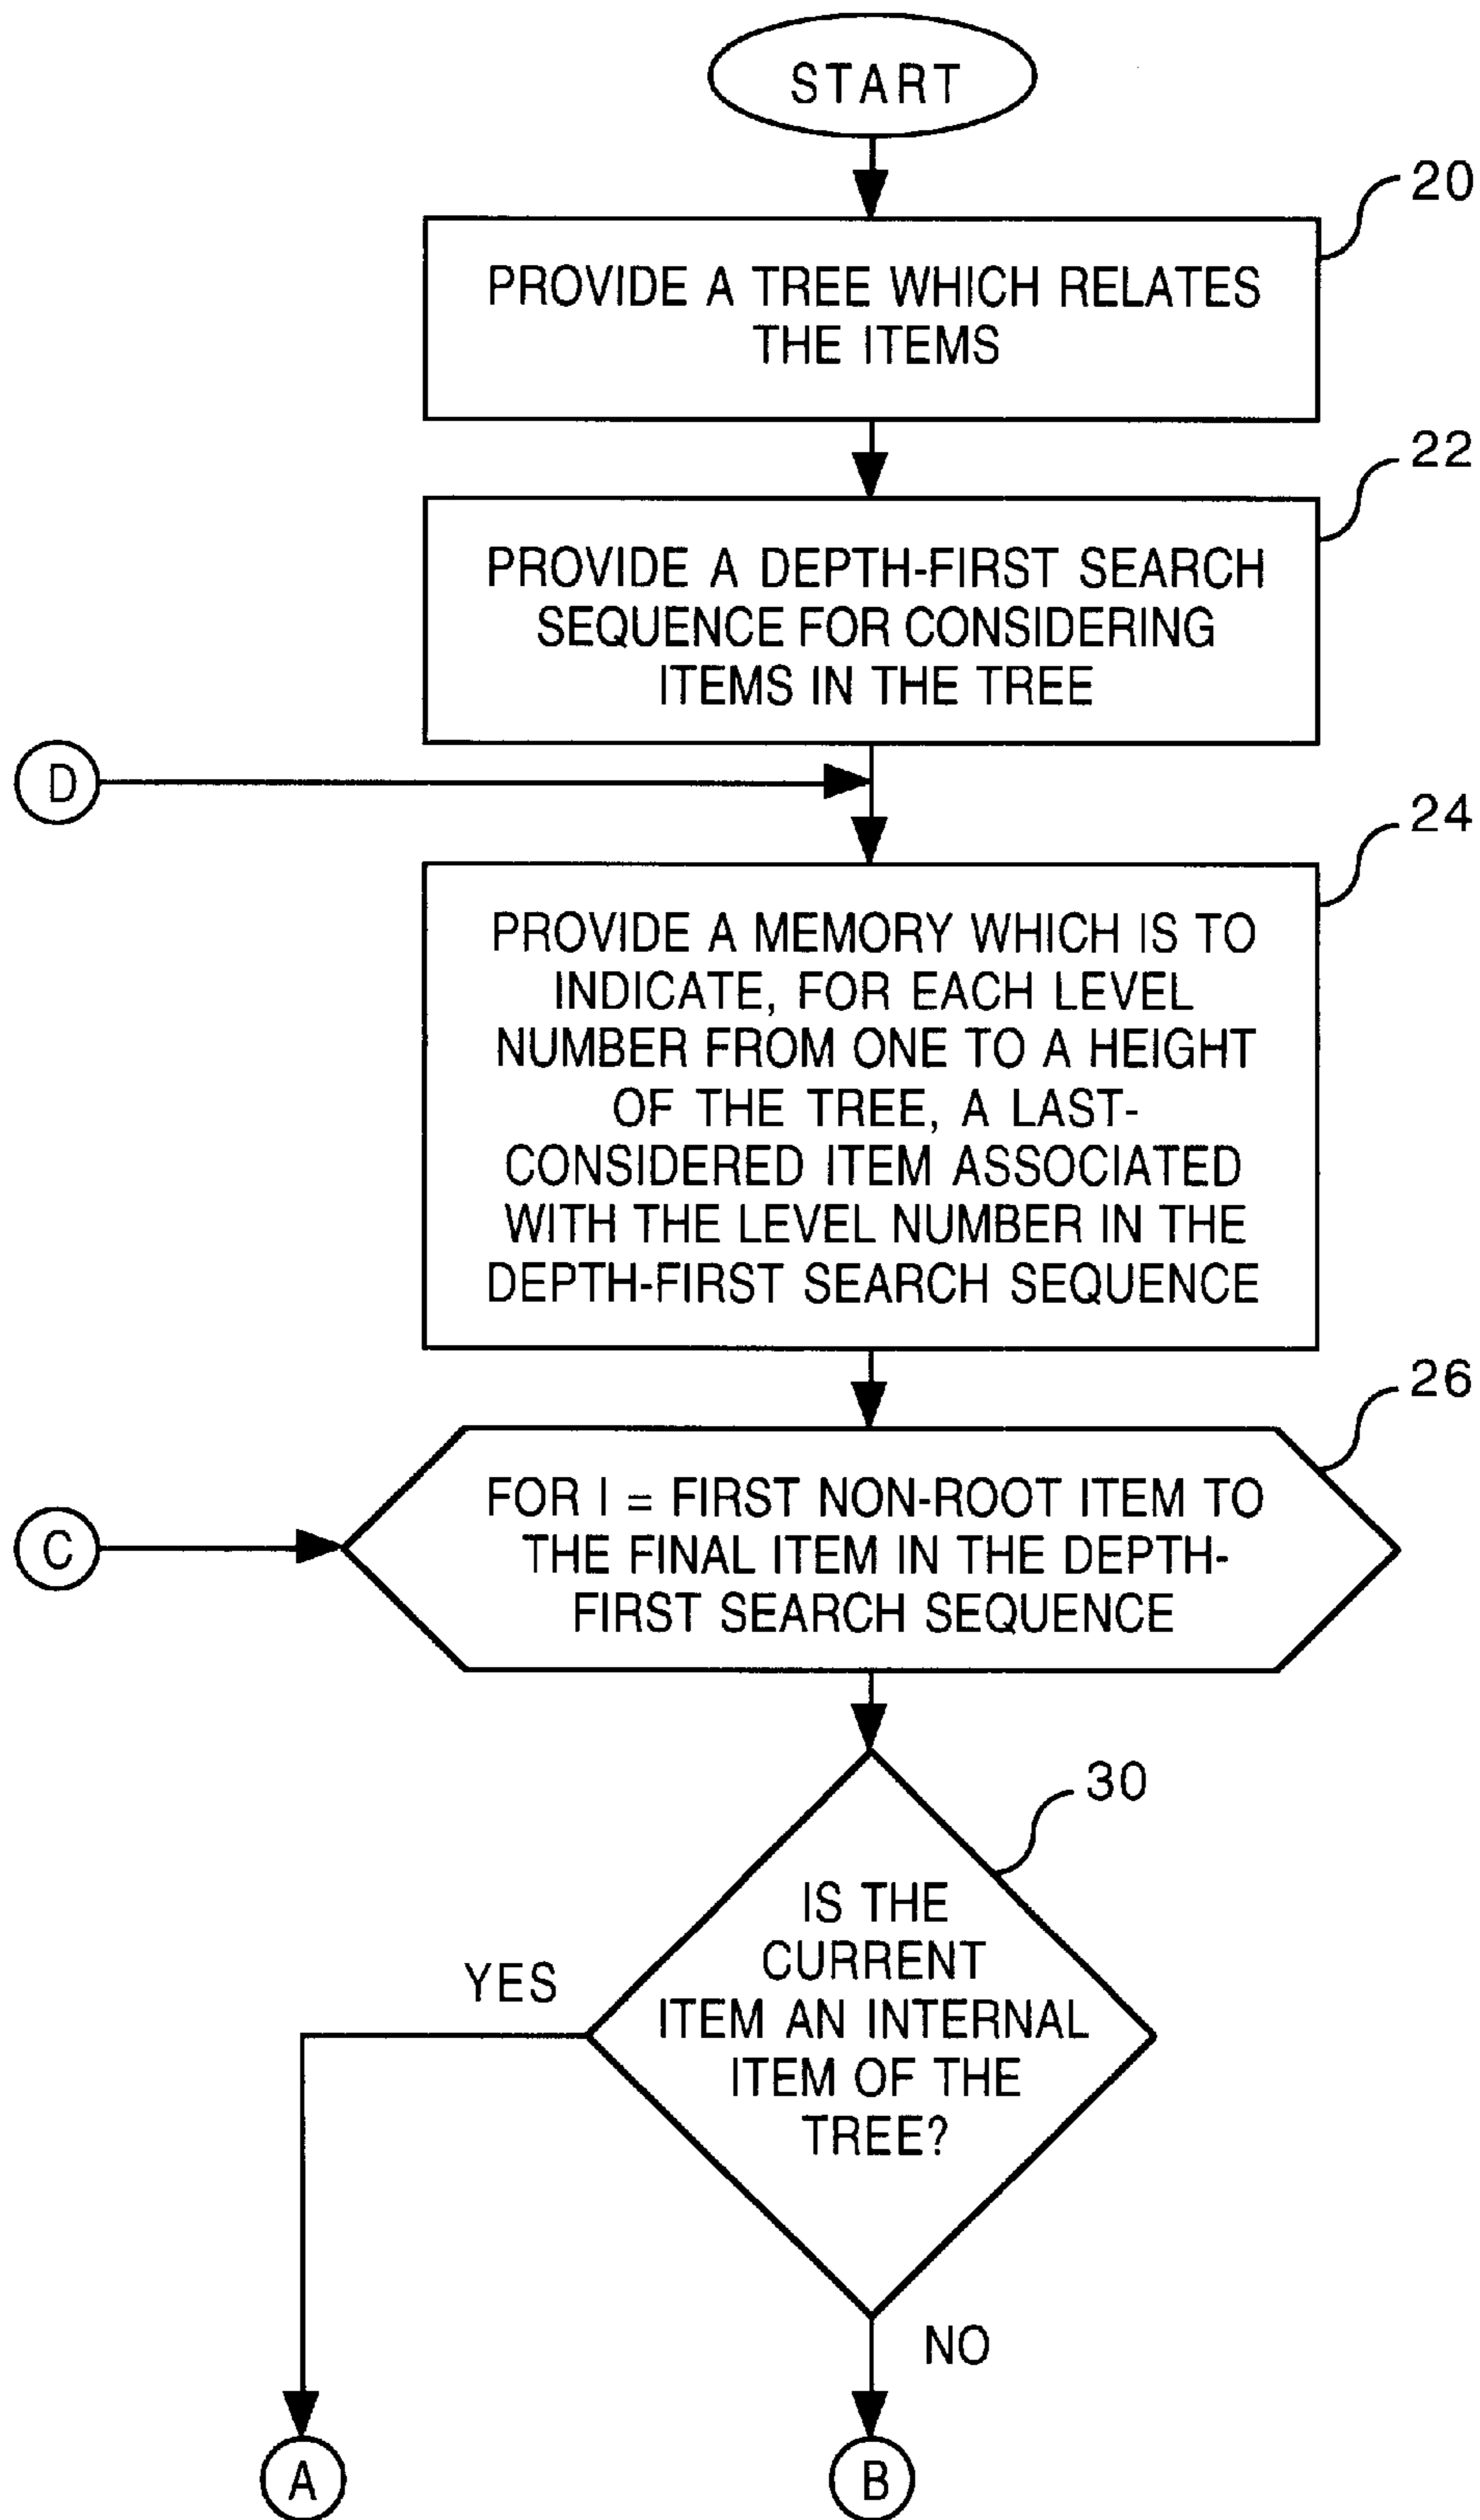 START
20
PROVIDE A TREE WHICH RELATES
THE ITEMS
22
PROVIDE A DEPTH-FIRST SEARCH
SEQUENCE FOR CONSIDERING
ITEMS IN THE TREE
D
24
PROVIDE A MEMORY WHICH IS TO
INDICATE, FOR EACH LEVEL
NUMBER FROM ONE TO A HEIGHT
OF THE TREE, A LAST-
CONSIDERED ITEM ASSOCIATED
WITH THE LEVEL NUMBER IN THE
DEPTH-FIRST SEARCH SEQUENCE
26
FOR I = FIRST NON-ROOT ITEM TO
THE FINAL ITEM IN THE DEPTH-
FIRST SEARCH SEQUENCE
C
30
IS THE
CURRENT
ITEM AN INTERNAL
ITEM OF THE
TREE?
YES
NO
A
B